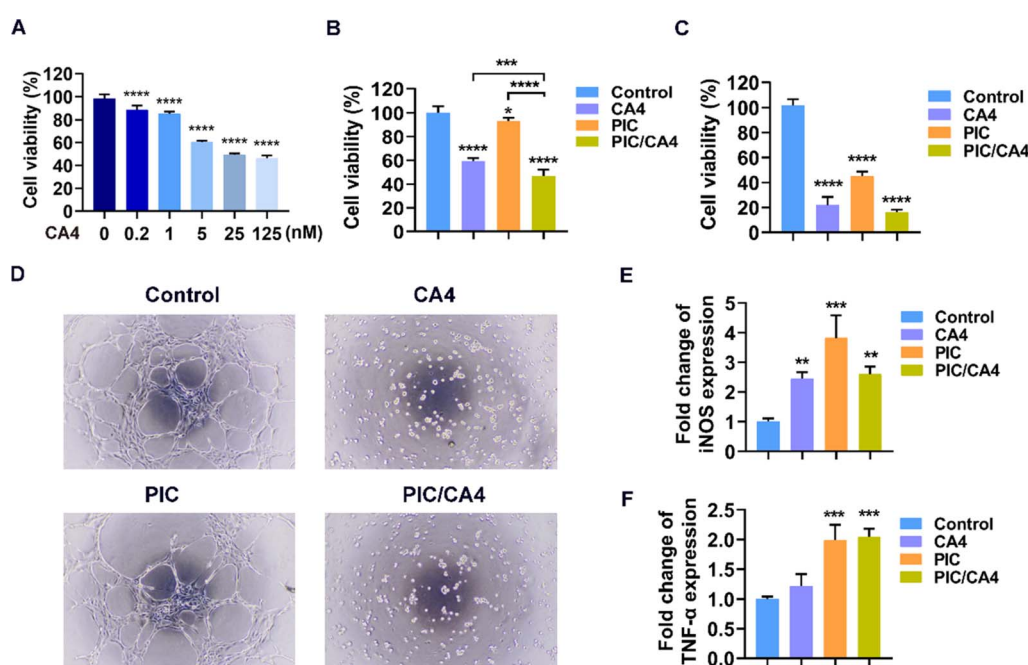 A
Cell viability (%)
120
100
80
60
40
20
0
****
****
****
****
****
CA4 0 0.2 1 5 25 125 (nM)
B
Cell viability (%)
120
100
80
60
40
20
0
***
****
*
****
****
Control
CA4
PIC
PIC/CA4
C
Cell viability (%)
120
100
80
60
40
20
0
****
****
****
Control
CA4
PIC
PIC/CA4
D
Control CA4
PIC PIC/CA4
E
Fold change of
iNOS expression
5
4
3
2
1
0
**
***
**
Control
CA4
PIC
PIC/CA4
F
Fold change of
TNF-α expression
2.5
2.0
1.5
1.0
0.5
0.0
***
***
Control
CA4
PIC
PIC/CA4